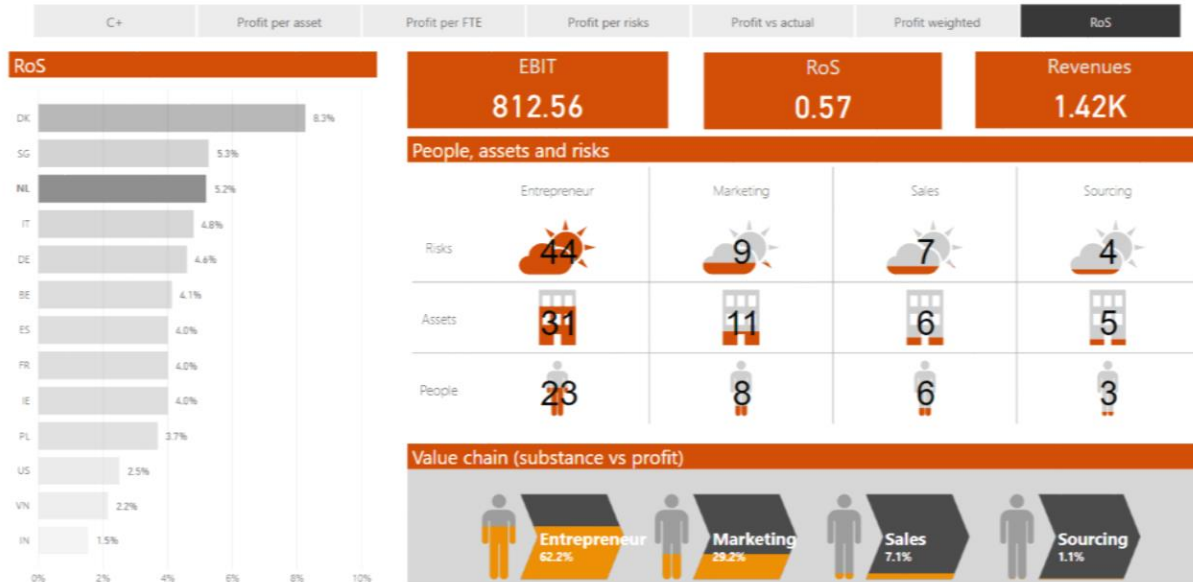 C+ Profit per asset Profit per FTE Profit per risks Profit vs actual Profit weighted RoS
RoS
DK 8.3%
SG 5.3%
NL 5.2%
IT 4.8%
DE 4.6%
BE 4.1%
ES 4.0%
FR 4.0%
IE 4.0%
PL 3.7%
US 2.5%
VN 2.2%
IN 1.5%
0% 2% 4% 6% 8% 10%
EBIT
812.56
RoS
0.57
Revenues
1.42K
People, assets and risks
Entrepreneur Marketing Sales Sourcing
Risks 44 9 7 4
Assets 31 11 6 5
People 23 8 6 3
Value chain (substance vs profit)
Entrepreneur
62.2%
Marketing
29.2%
Sales
7.1%
Sourcing
1.1%